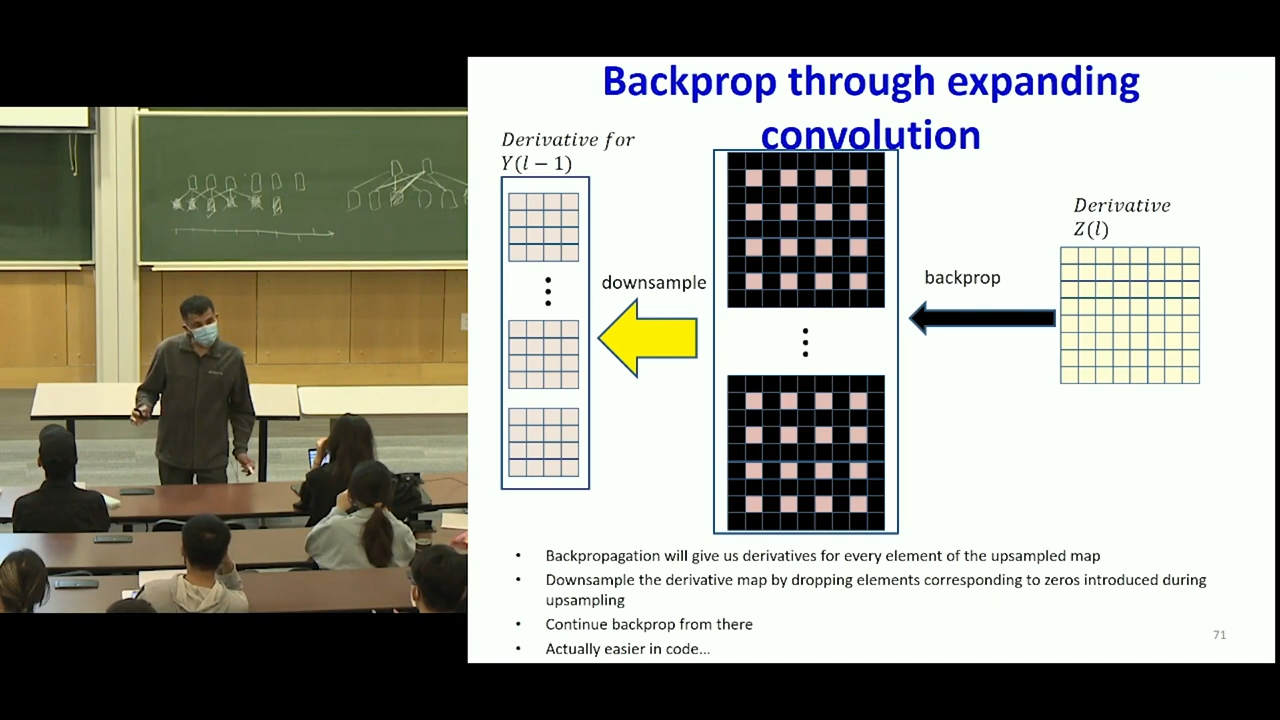 Backprop through expanding
convolution
Derivative for
Y(l − 1)
downsample
backprop
Derivative
Z(l)
• Backpropagation will give us derivatives for every element of the upsampled map
• Downsample the derivative map by dropping elements corresponding to zeros introduced during
upsampling
• Continue backprop from there
• Actually easier in code...
71